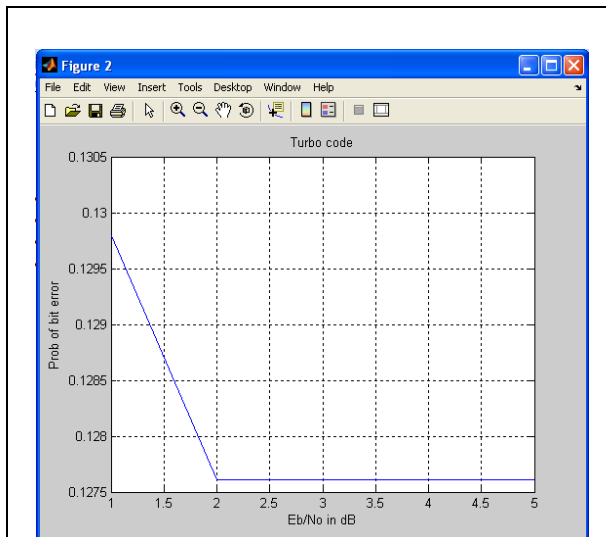 Figure 2
File Edit View Insert Tools Desktop Window Help
Turbo code
0.1305
0.13
0.1295
0.129
0.1285
0.128
0.1275
Prob of bit error
1 1.5 2 2.5 3 3.5 4 4.5 5
Eb/No in dB